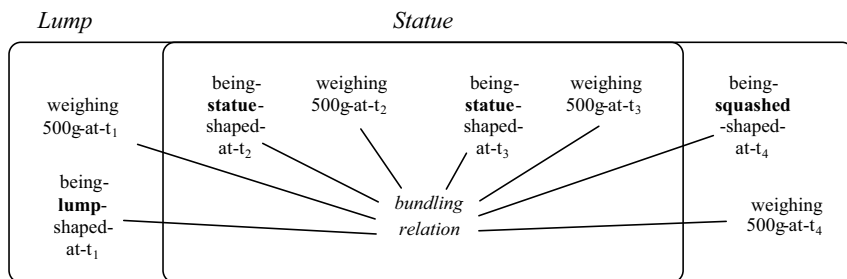 Lump
Statue
weighing
500g-at-t₁
being-
lump-
shaped-
at-t₁
being-
statue-
shaped-
at-t₂
weighing
500g-at-t₂
being-
statue-
shaped-
at-t₃
weighing
500g-at-t₃
being-
squashed
-shaped-
at-t₄
weighing
500g-at-t₄
bundling
relation